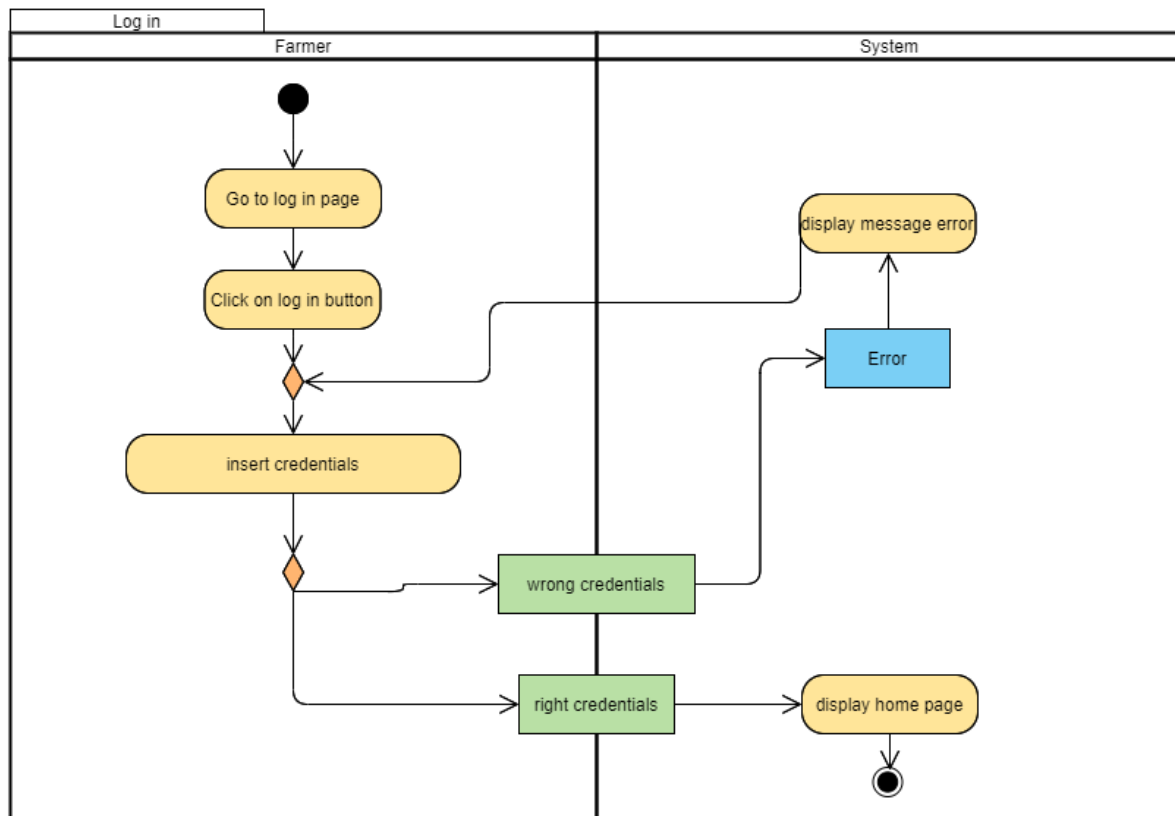 Log in
Farmer
System
Go to log in page
display message error
Click on log in button
Error
insert credentials
wrong credentials
right credentials
display home page